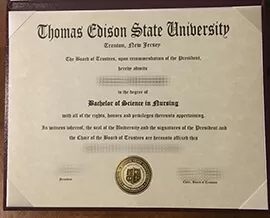 Thomas Edison State University
Trenton, New Jersey
The Board of Trustees, upon recommendation of the President,
hereby admits
to the degree of
Bachelor of Science in Nursing
with all of the rights, honors and privileges thereunto appertaining.
In witness whereof, the seal of the University and the signatures of the President and
the Chair of the Board of Trustees are hereunto affixed this
President
Chair, Board of Trustees